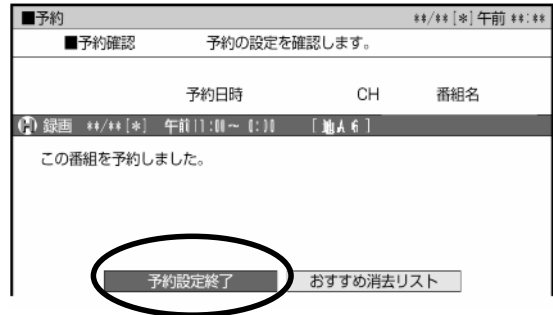 ■予約 **/** [*] 午前 **:**
■予約確認 予約の設定を確認します。
予約日時 CH 番組名
録画 **/** [*] 午前11:00～ [地A 6]
この番組を予約しました。
予約設定終了 おすすめ消去リスト